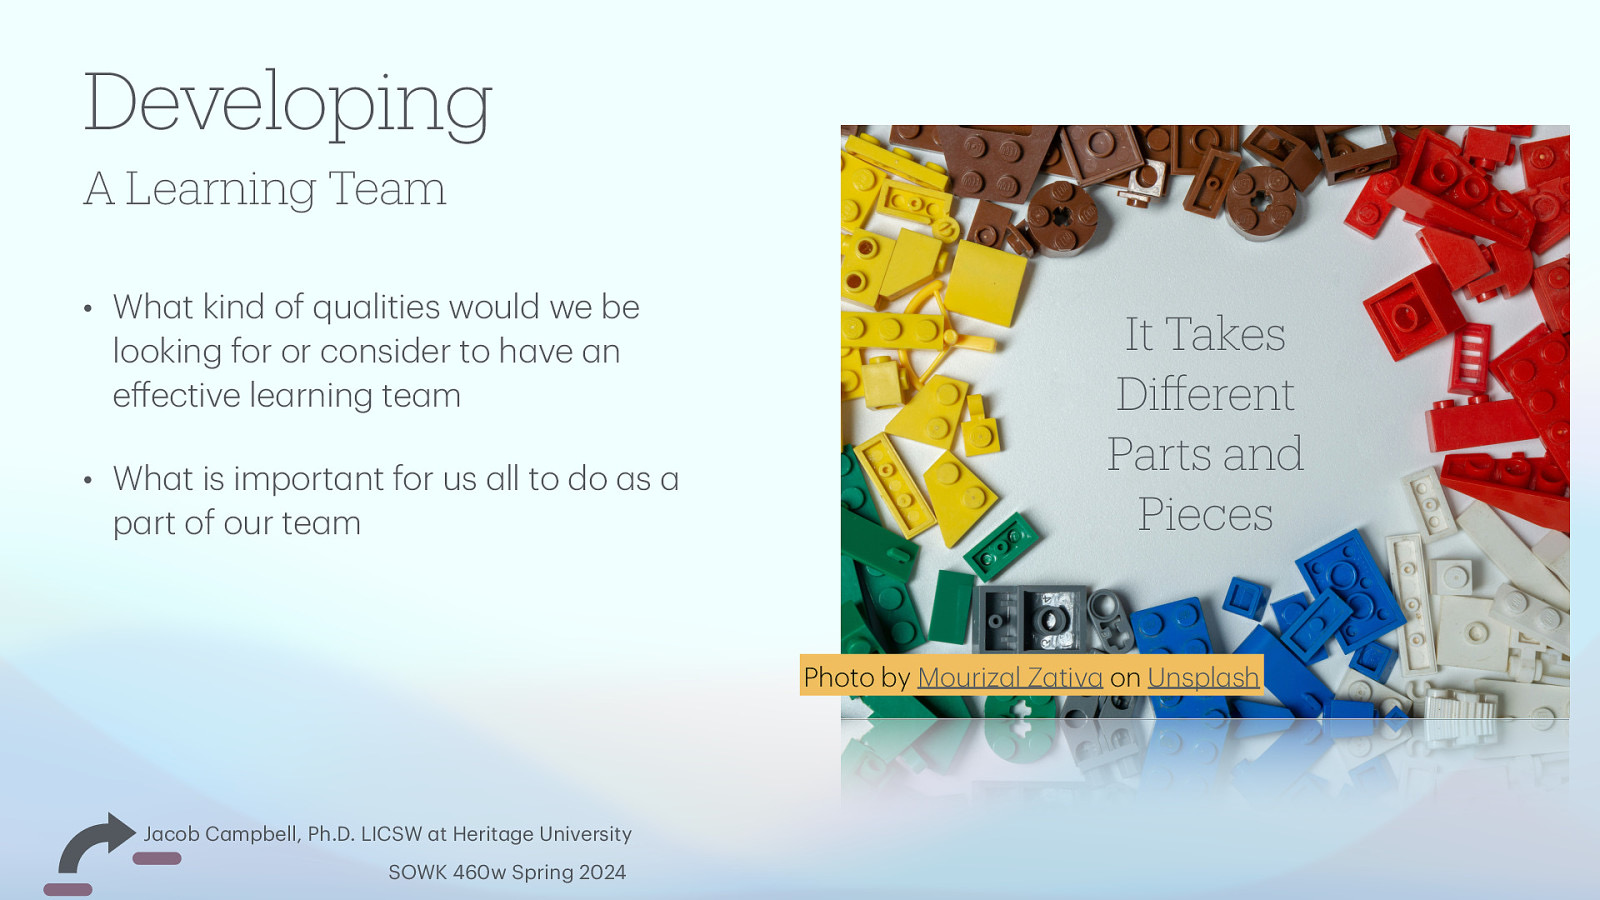 Developing
A Learning Team
• What kind of qualities would we be
looking for or consider to have an
effective learning team
• What is important for us all to do as a
part of our team
It Takes
Different
Parts and
Pieces
Photo by Mourizal Zativa on Unsplash
Jacob Campbell, Ph.D. LICSW at Heritage University
SOWK 460w Spring 2024